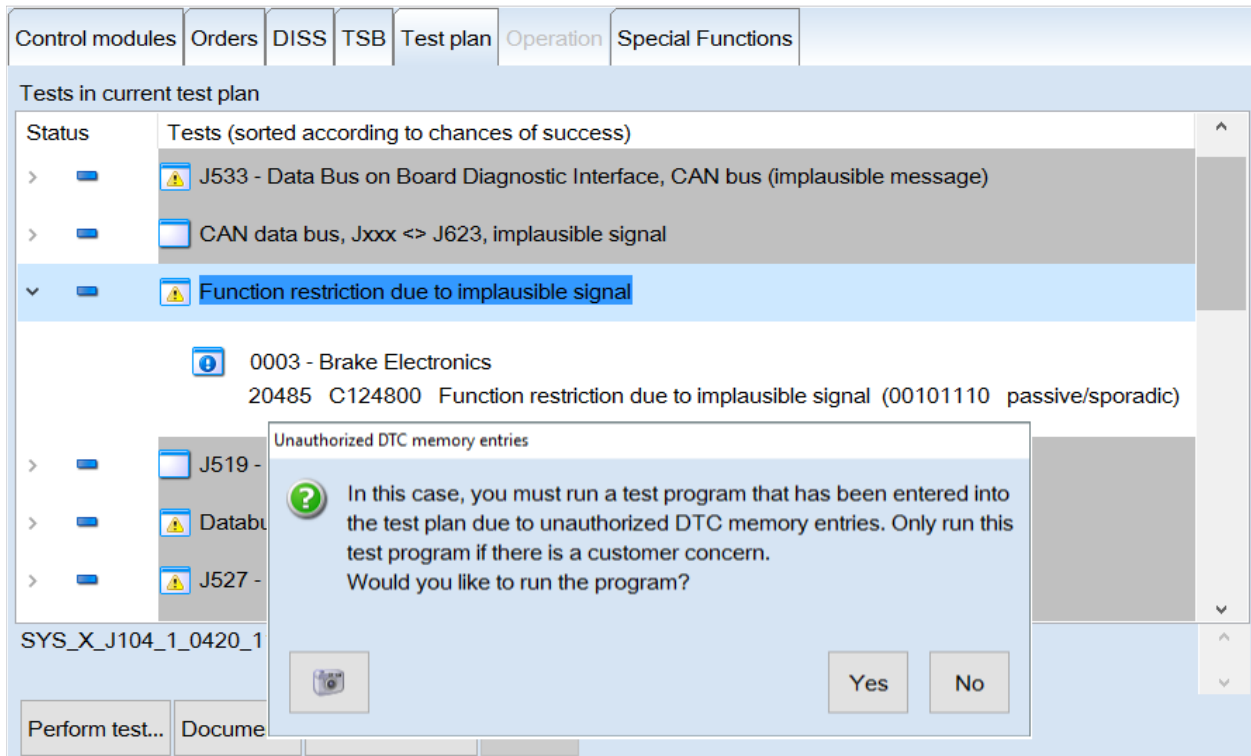 Control modules Orders DISS TSB Test plan Operation Special Functions
Tests in current test plan
Status Tests (sorted according to chances of success)
J533 - Data Bus on Board Diagnostic Interface, CAN bus (implausible message)
CAN data bus, Jxxx <> J623, implausible signal
Function restriction due to implausible signal
0003 - Brake Electronics
20485 C124800 Function restriction due to implausible signal (00101110 passive/sporadic)
J519 -
Databu
J527 -
Unauthorized DTC memory entries
In this case, you must run a test program that has been entered into
the test plan due to unauthorized DTC memory entries. Only run this
test program if there is a customer concern.
Would you like to run the program?
Yes No
SYS_X_J104_1_0420_1
Perform test... Docume